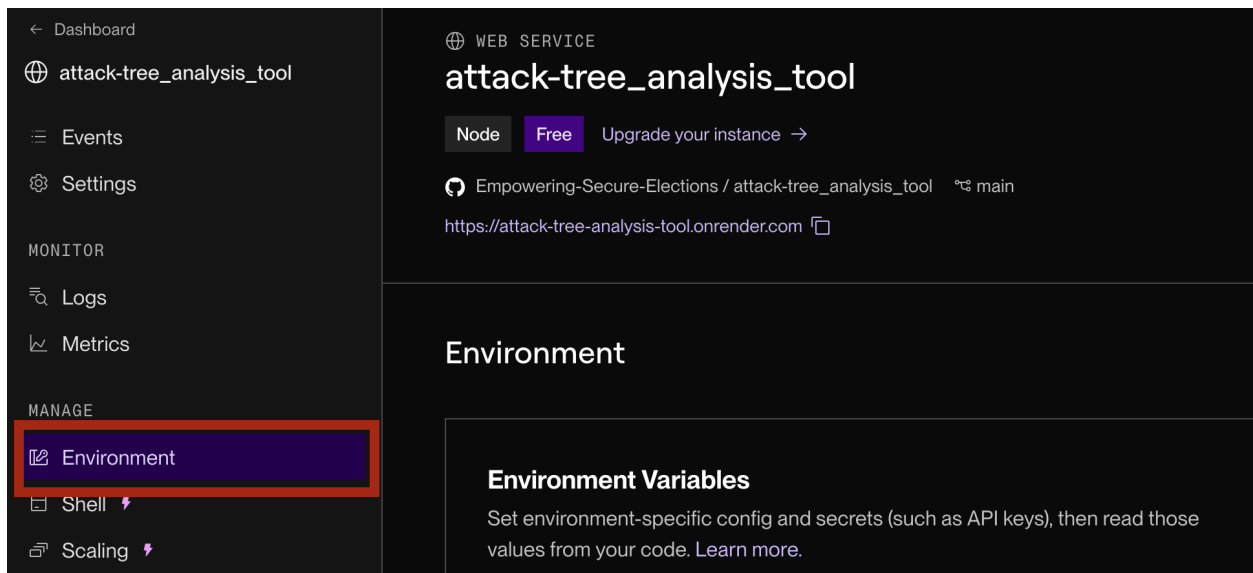 ← Dashboard
attack-tree_analysis_tool
Events
Settings
MONITOR
Logs
Metrics
MANAGE
Environment
Shell
Scaling
WEB SERVICE
attack-tree_analysis_tool
Node Free Upgrade your instance →
Empowering-Secure-Elections / attack-tree_analysis_tool main
https://attack-tree-analysis-tool.onrender.com
Environment
Environment Variables
Set environment-specific config and secrets (such as API keys), then read those
values from your code. Learn more.